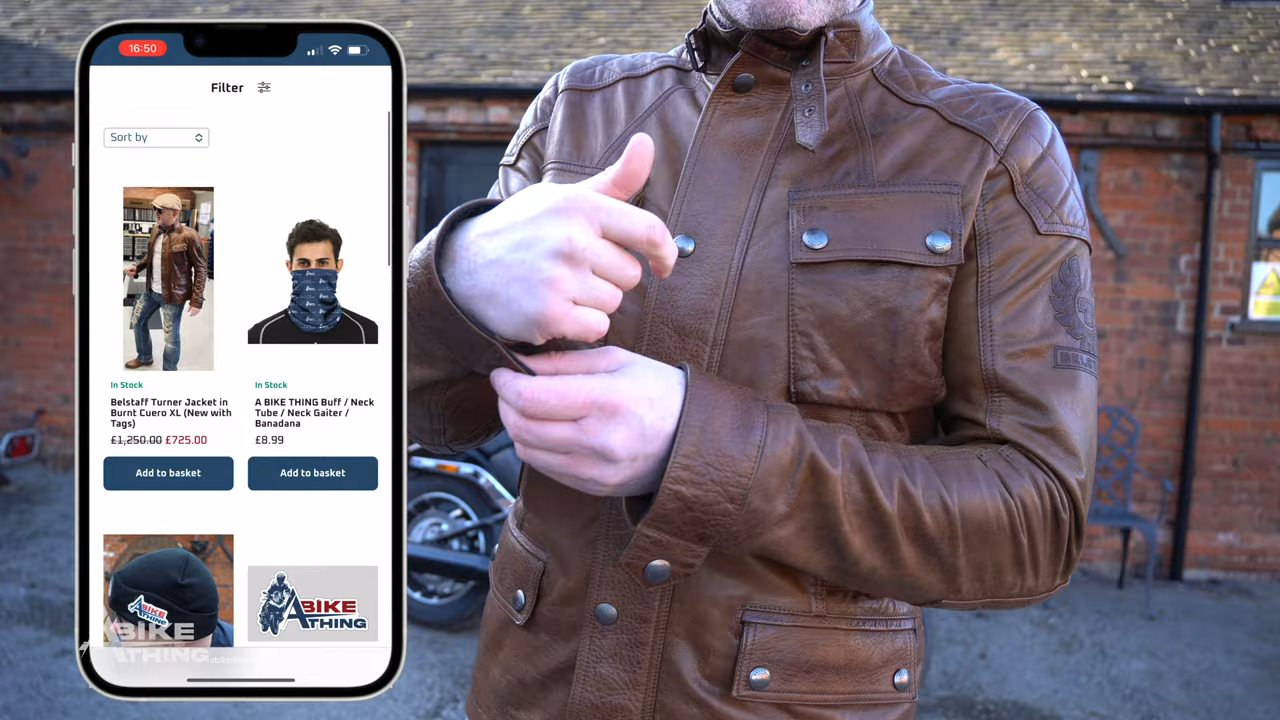 16:50
Filter
Sort by
In Stock
Belstaff Turner Jacket in
Burnt Cuero XL (New with
Tags)
£1,250.00 £725.00
Add to basket
In Stock
A BIKE THING Buff / Neck
Tube / Neck Gaiter /
Banadana
£8.99
Add to basket
A BIKE
THING
A BIKE
THING
A BIKE
THING